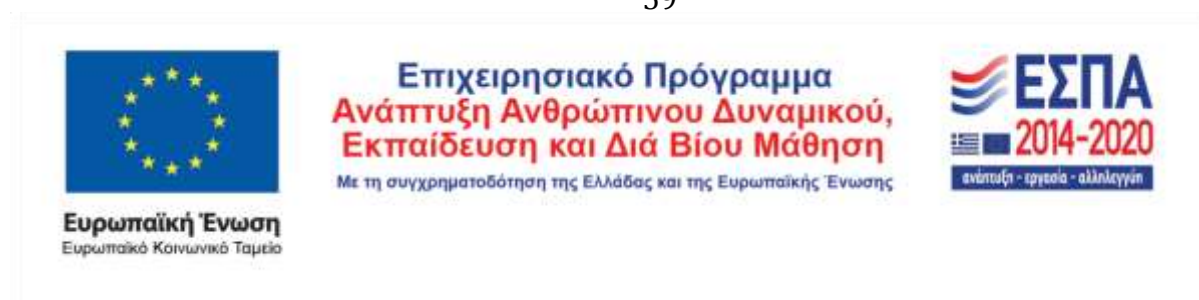 59
Επιχειρησιακό Πρόγραμμα
Ανάπτυξη Ανθρώπινου Δυναμικού,
Εκπαίδευση και Διά Βίου Μάθηση
Με τη συγχρηματοδότηση της Ελλάδας και της Ευρωπαϊκής Ένωσης
Ευρωπαϊκή Ένωση
Ευρωπαϊκό Κοινωνικό Ταμείο
ΕΣΠΑ
2014-2020
ανάπτυξη - εργασία - αλληλεγγύη